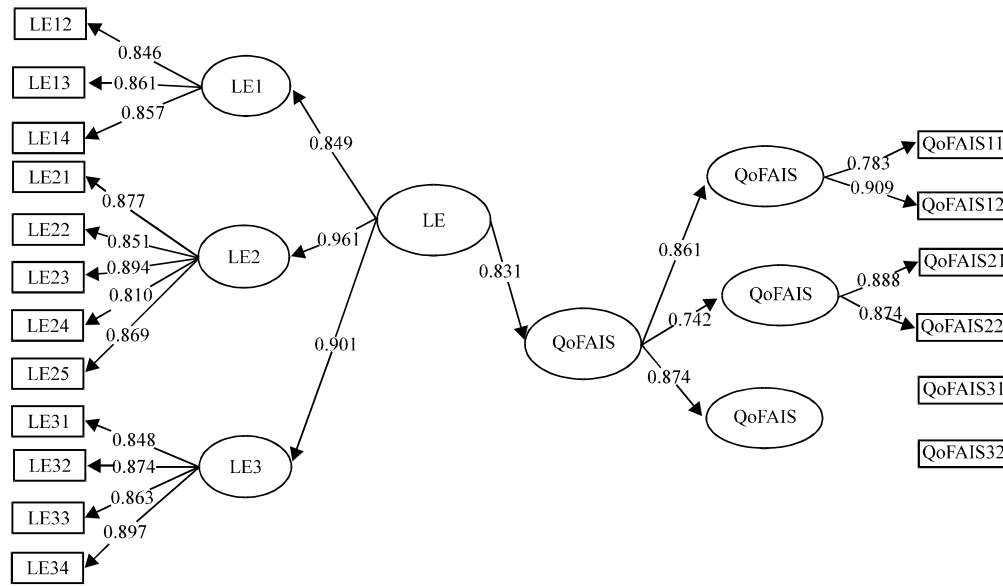 LE12
0.846
LE13
0.861
LE1
0.857
LE14
0.849
LE21
0.877
LE22
0.851
LE2
0.961
LE
LE23
0.894
0.810
LE24
0.869
LE25
0.901
LE31
0.848
LE32
0.874
LE3
0.863
LE33
0.897
LE34
0.831
QoFAIS
0.861
0.742
0.874
QoFAIS
0.783
QoFAIS11
0.909
QoFAIS12
QoFAIS
0.888
QoFAIS21
0.874
QoFAIS22
QoFAIS
QoFAIS31
QoFAIS32